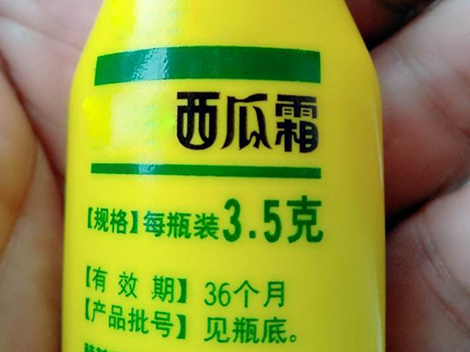 西瓜霜
【规格】每瓶装3.5克
【有效期】36个月
【产品批号】见瓶底。